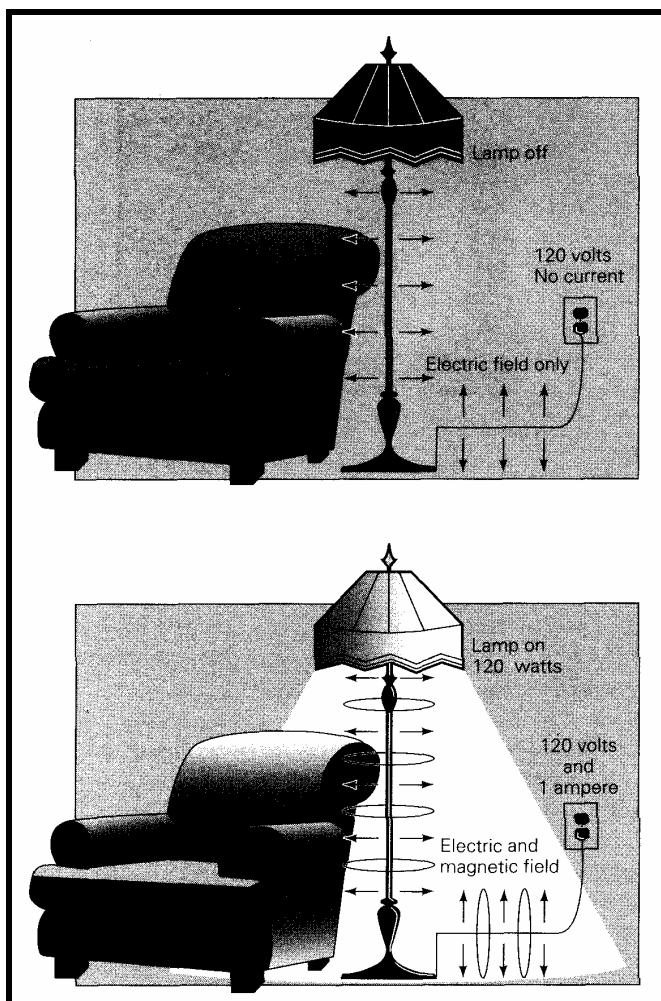 Lamp off
120 volts
No current
Electric field only
Lamp on
120 watts
120 volts
and
1 ampere
Electric and
magnetic field